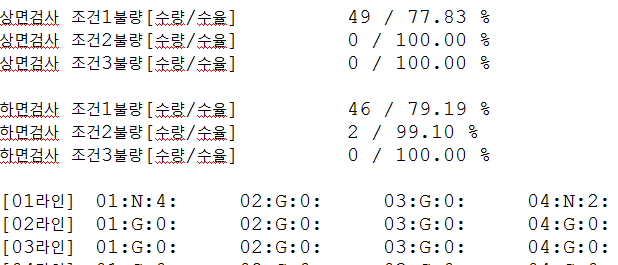 상면검사 조건1불량[수량/수율] 49 / 77.83 %
상면검사 조건2불량[수량/수율] 0 / 100.00 %
상면검사 조건3불량[수량/수율] 0 / 100.00 %
하면검사 조건1불량[수량/수율] 46 / 79.19 %
하면검사 조건2불량[수량/수율] 2 / 99.10 %
하면검사 조건3불량[수량/수율] 0 / 100.00 %
[01라인] 01:N:4: 02:G:0: 03:G:0: 04:N:2:
[02라인] 01:G:0: 02:G:0: 03:G:0: 04:G:0:
[03라인] 01:G:0: 02:G:0: 03:G:0: 04:G:0: